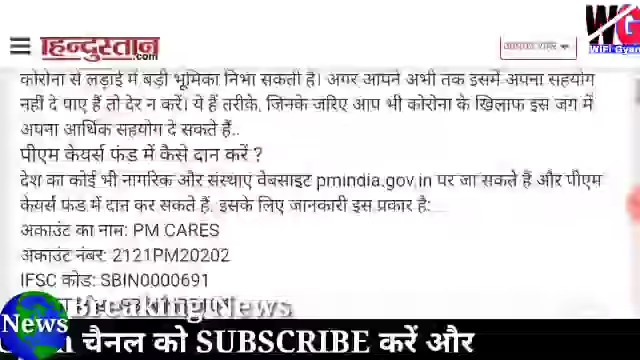 WG
WiFi Gyan
हिन्दुस्तान
.com
कोरोना से लड़ाई में बड़ी भूमिका निभा सकती है। अगर आपने अभी तक इसमें अपना सहयोग
नहीं दे पाए हैं तो देर न करें। ये हैं तरीके, जिनके जरिए आप भी कोरोना के खिलाफ इस जंग में
अपना आर्थिक सहयोग दे सकते हैं..
पीएम केयर्स फंड में कैसे दान करें ?
देश का कोई भी नागरिक और संस्थाएं वेबसाइट pmindia.gov.in पर जा सकते हैं और पीएम
केयर्स फंड में दान कर सकते हैं. इसके लिए जानकारी इस प्रकार है:
अकाउंट का नाम: PM CARES
अकाउंट नंबर: 2121PM20202
IFSC कोड: SBIN0000691
Breaking News
News
चैनल को SUBSCRIBE करें और